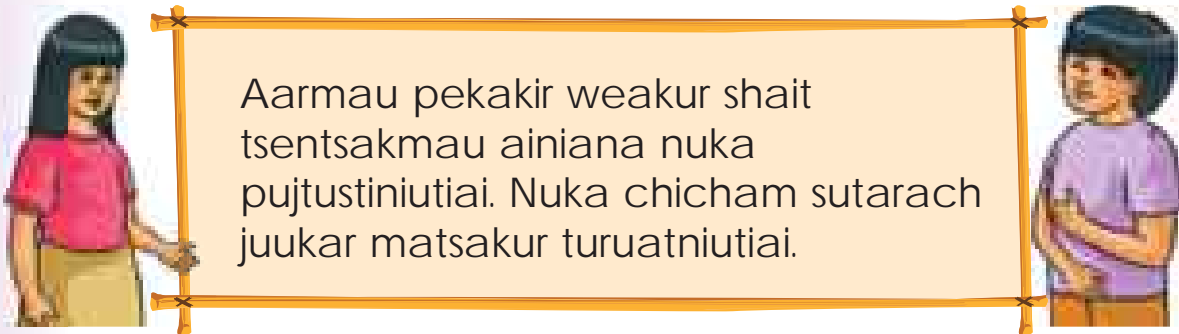 Aarmau pekakir weakur shait
tsentsakmau ainiana nuka
pujtustiniutiai. Nuka chicham sutarach
juukar matsakur turuatniutiai.